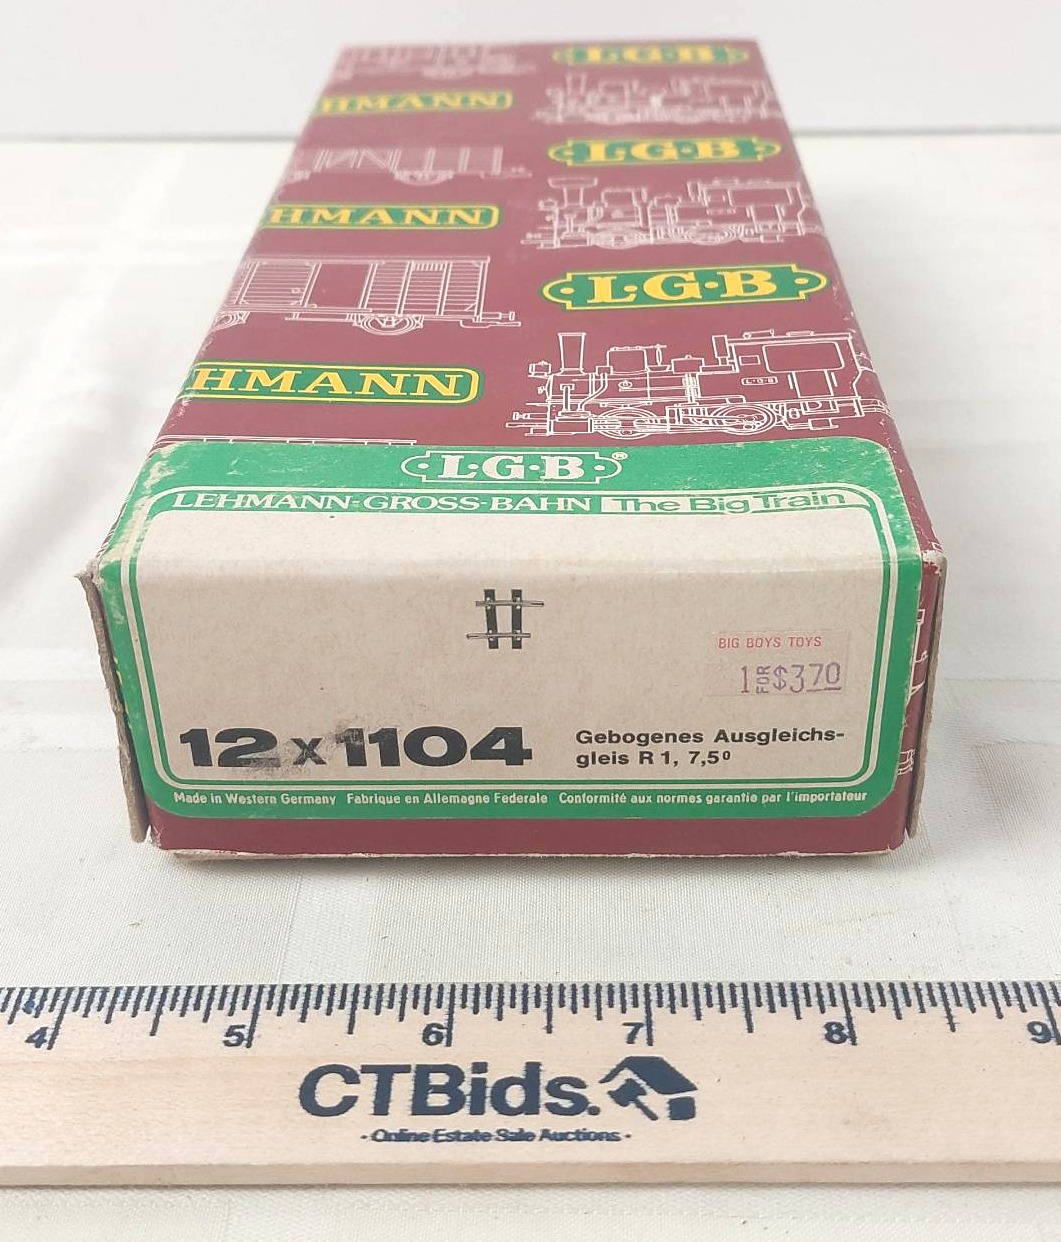 L·G·B
HMANN
L·G·B
HMANN
L·G·B
HMANN
L·G·B
L·G·B®
LEHMANN-GROSS-BAHN The Big Train
BIG BOYS TOYS
1 FOR $3.70
12x1104
Gebogenes Ausgleichs-
gleis R 1, 7,5°
Made in Western Germany Fabrique en Allemagne Federale Conformité aux normes garantie par l'importateur
4 5 6 7 8 9
CTBids.
· Online Estate Sale Auctions ·